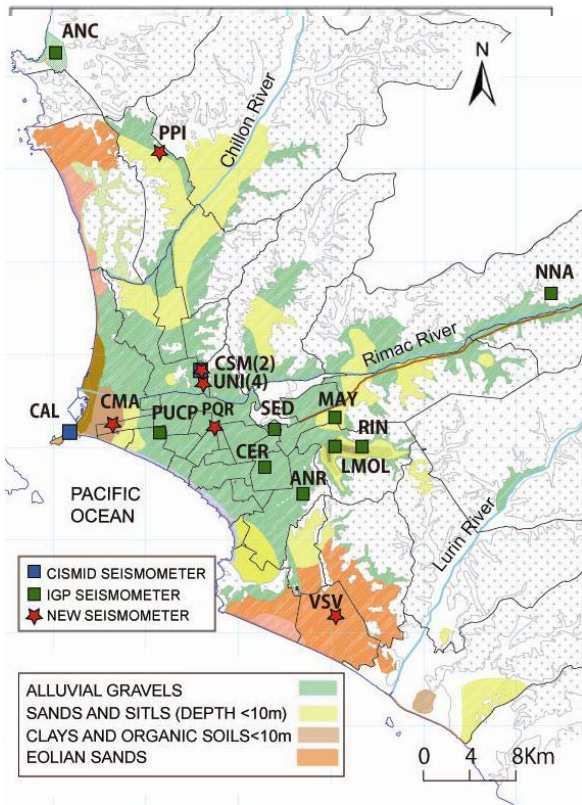 ANC
N
PPI
Chillon River
NNA
Rimac River
CSM(2)
UNI(4)
CAL
CMA
PUCP
PQR
SED
MAY
RIN
CER
LMOL
ANR
PACIFIC
OCEAN
Lurin River
CISMID SEISMOMETER
IGP SEISMOMETER
NEW SEISMOMETER
VSV
ALLUVIAL GRAVELS
SANDS AND SITLS (DEPTH <10m)
CLAYS AND ORGANIC SOILS<10m
EOLIAN SANDS
0 4 8Km